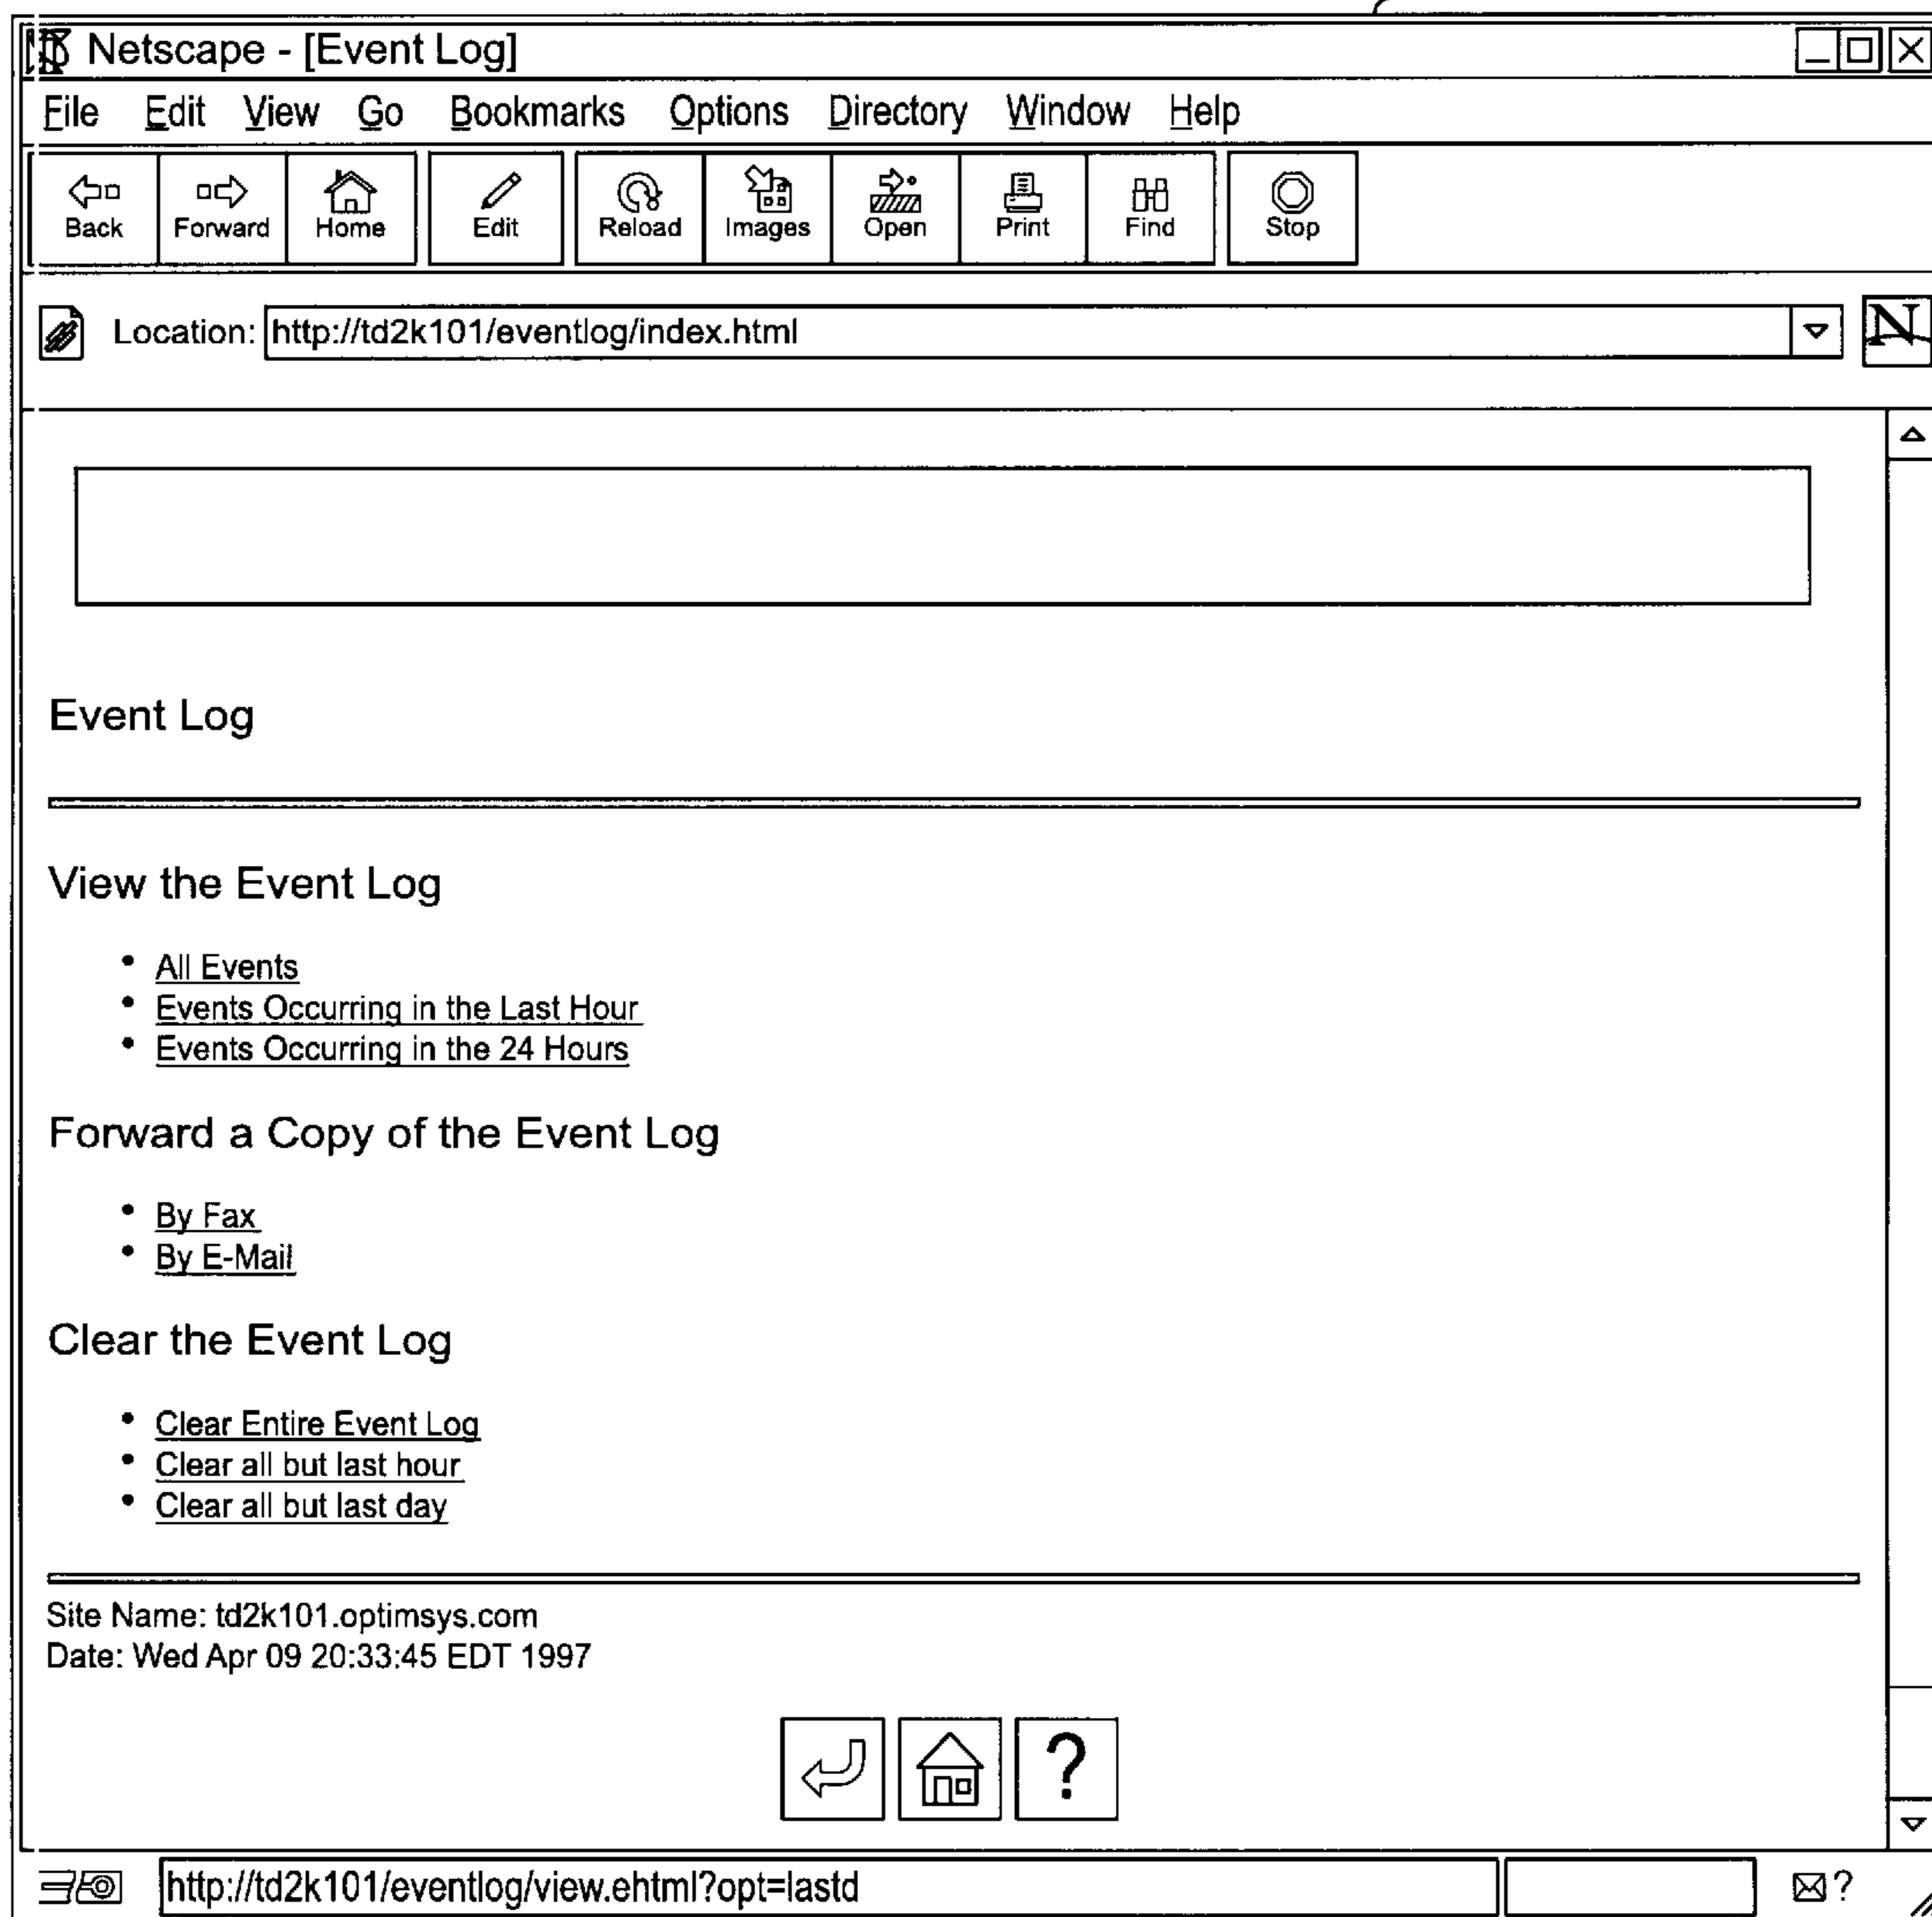 Netscape - [Event Log]
File Edit View Go Bookmarks Options Directory Window Help
Back Forward Home Edit Reload Images Open Print Find Stop
Location: http://td2k101/eventlog/index.html
N
Event Log
View the Event Log
• All Events
• Events Occurring in the Last Hour
• Events Occurring in the 24 Hours
Forward a Copy of the Event Log
• By Fax
• By E-Mail
Clear the Event Log
• Clear Entire Event Log
• Clear all but last hour
• Clear all but last day
Site Name: td2k101.optimsys.com
Date: Wed Apr 09 20:33:45 EDT 1997
?
http://td2k101/eventlog/view.ehtml?opt=lastd
?